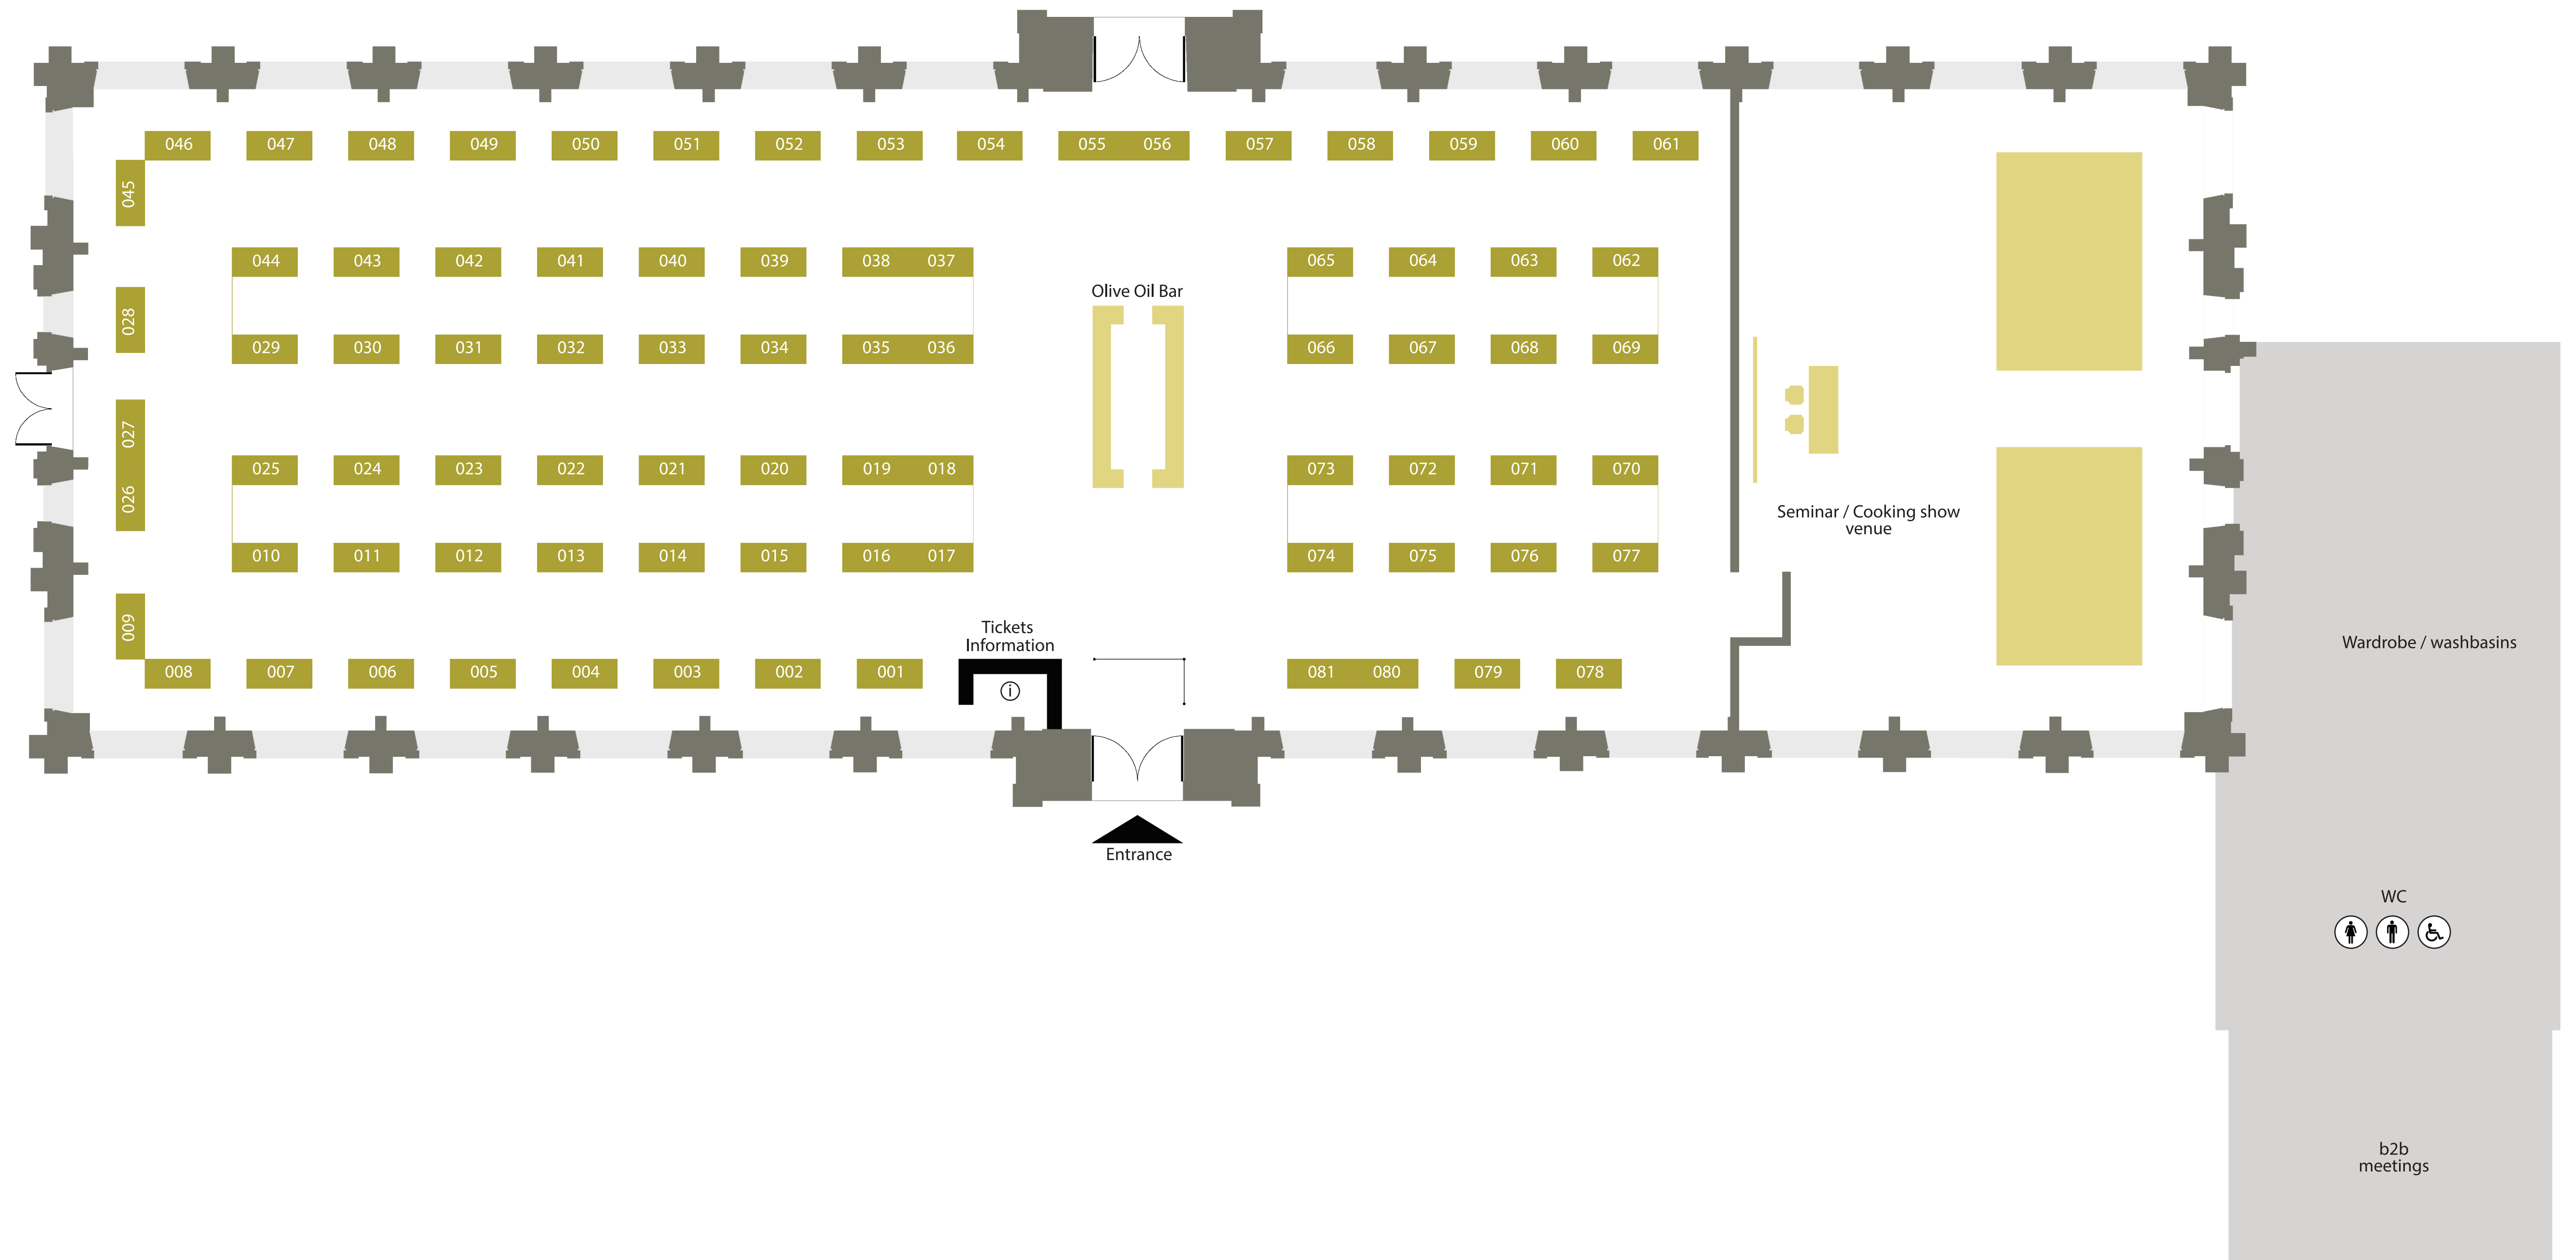 046 047 048 049 050 051 052 053 054 055 056 057 058 059 060 061
045
044 043 042 041 040 039 038 037 065 064 063 062
Olive Oil Bar
028
029 030 031 032 033 034 035 036 066 067 068 069
027
025 024 023 022 021 020 019 018 073 072 071 070
026
Seminar / Cooking show
venue
010 011 012 013 014 015 016 017 074 075 076 077
009
Tickets
Information
Wardrobe / washbasins
008 007 006 005 004 003 002 001 081 080 079 078
i
Entrance
WC
b2b
meetings